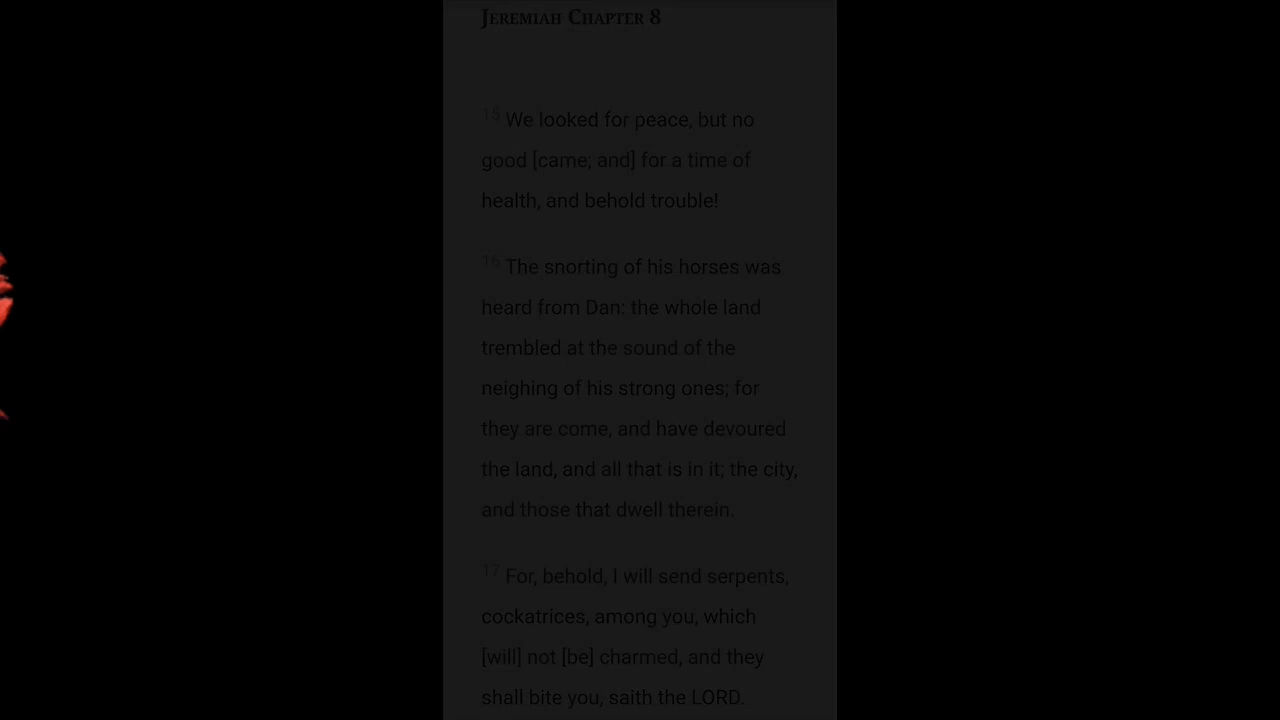 JEREMIAH CHAPTER 8
15 We looked for peace, but no
good [came; and] for a time of
health, and behold trouble!
16 The snorting of his horses was
heard from Dan: the whole land
trembled at the sound of the
neighing of his strong ones; for
they are come, and have devoured
the land, and all that is in it; the city,
and those that dwell therein.
17 For, behold, I will send serpents,
cockatrices, among you, which
[will] not [be] charmed, and they
shall bite you, saith the LORD.